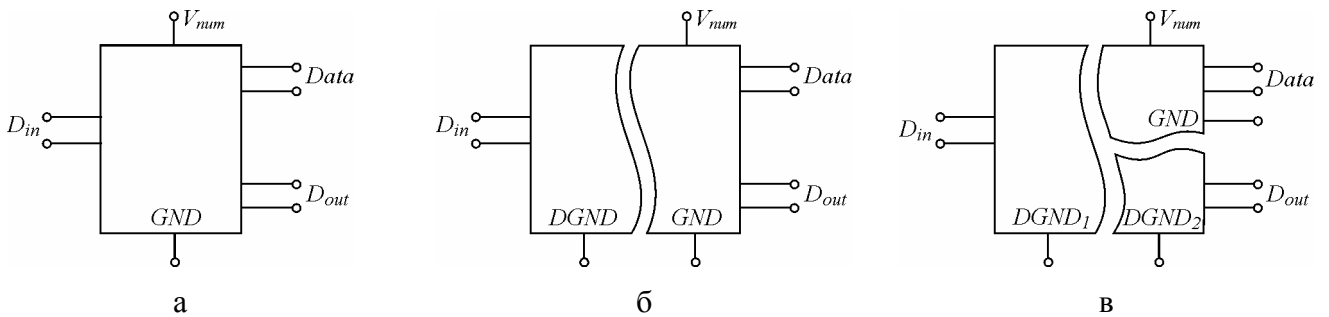 V_num
Data
D_in
D_out
GND
а
V_num
Data
D_in
D_out
DGND
GND
б
V_num
Data
GND
D_in
D_out
DGND_1
DGND_2
в